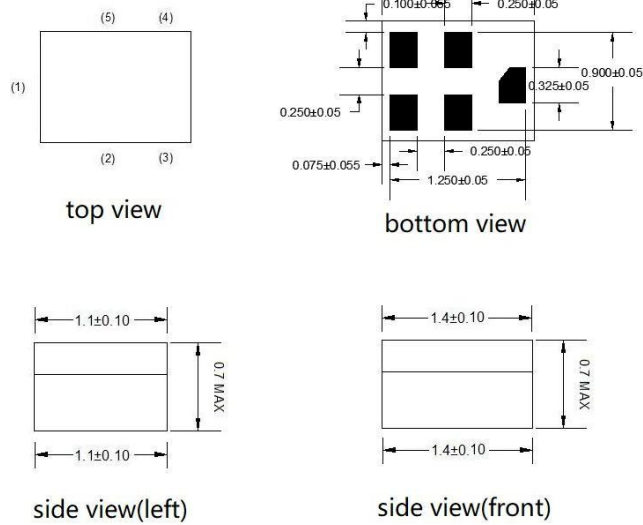 (5) (4)
(1)
(2) (3)
top view
0.100±0.055 0.250±0.05
0.900±0.05
0.325±0.05
0.250±0.05
0.075±0.055 0.250±0.05
1.250±0.05
bottom view
1.1±0.10
0.7 MAX
1.1±0.10
side view(left)
1.4±0.10
0.7 MAX
1.4±0.10
side view(front)